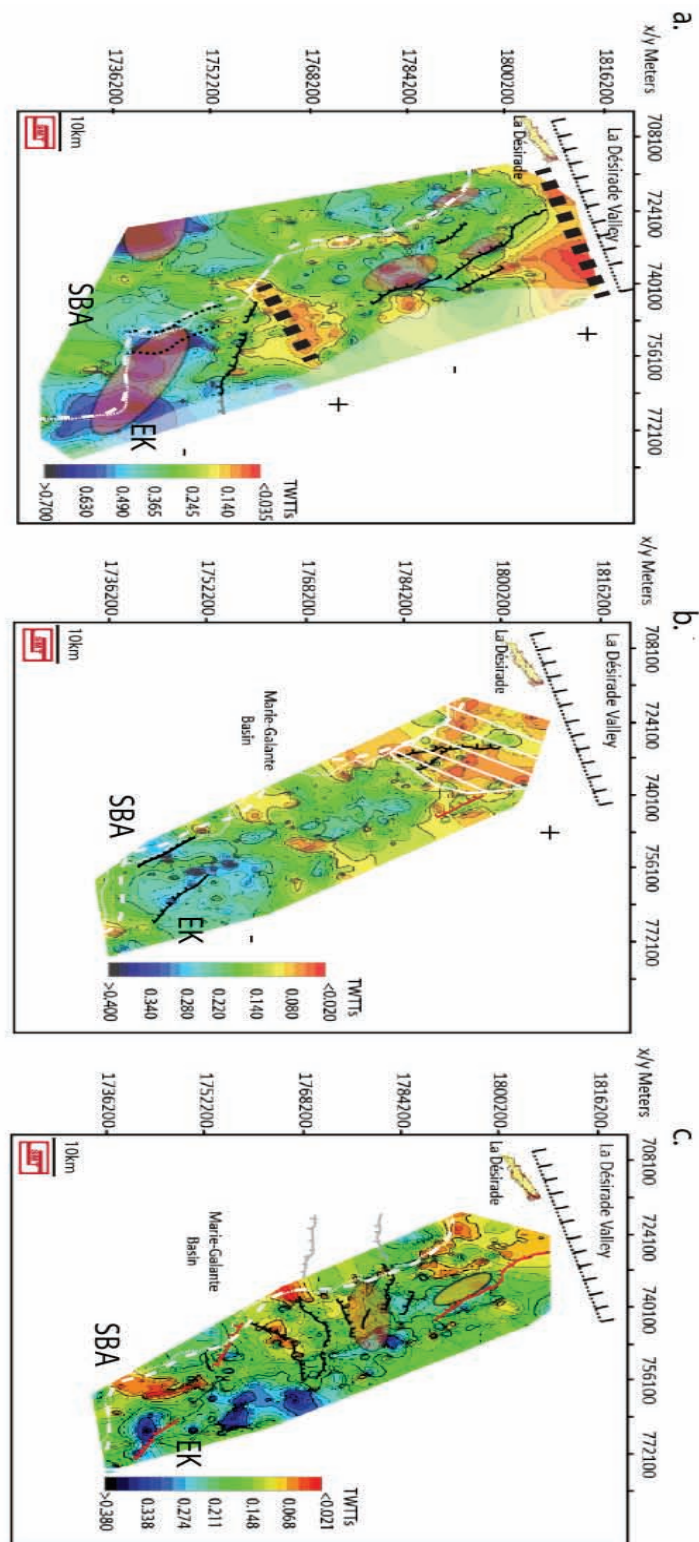 a.
x/y Meters
708100
724100
740100
756100
772100
1816200
1800200
1784200
1768200
1752200
1736200
La Désirade Valley
La Désirade
+
-
+
-
EK
SBA
TWTTs
<0.035
0.140
0.245
0.365
0.490
0.630
>0.700
10km
b.
x/y Meters
708100
724100
740100
756100
772100
1816200
1800200
1784200
1768200
1752200
1736200
La Désirade Valley
La Désirade
+
+
-
Marie-Galante
Basin
EK
SBA
TWTTs
<0.020
0.080
0.140
0.220
0.280
0.340
>0.400
10km
c.
x/y Meters
708100
724100
740100
756100
772100
1816200
1800200
1784200
1768200
1752200
1736200
La Désirade Valley
La Désirade
Marie-Galante
Basin
EK
SBA
TWTTs
<0.021
0.068
0.148
0.211
0.274
0.338
>0.380
10km